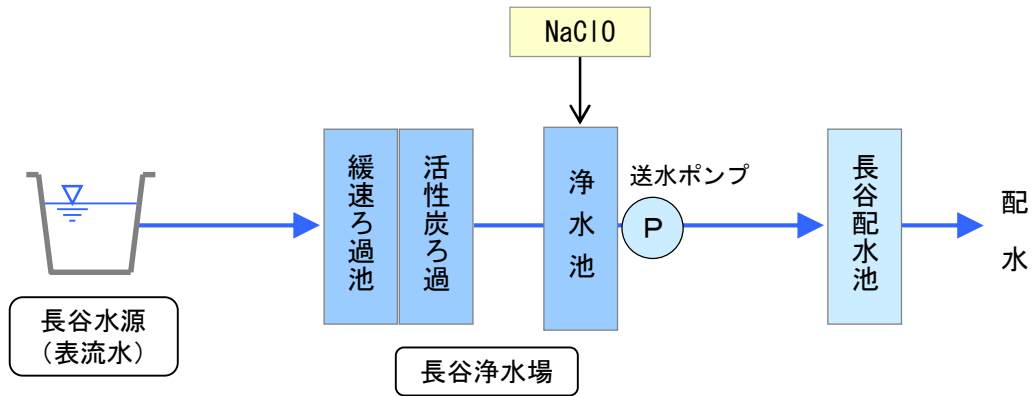 NaClO
緩速ろ過池
活性炭ろ過
浄水池
送水ポンプ
P
長谷配水池
配水
長谷水源
（表流水）
長谷浄水場